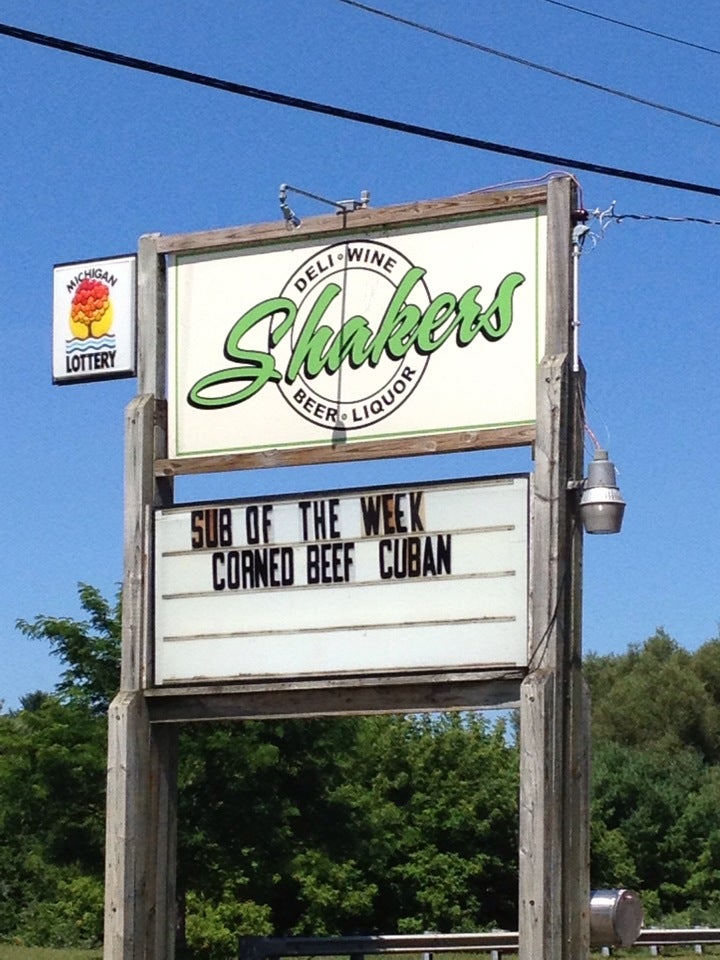 MICHIGAN
LOTTERY
DELI • WINE
Shakers
BEER • LIQUOR
SUB OF THE WEEK
CORNED BEEF CUBAN